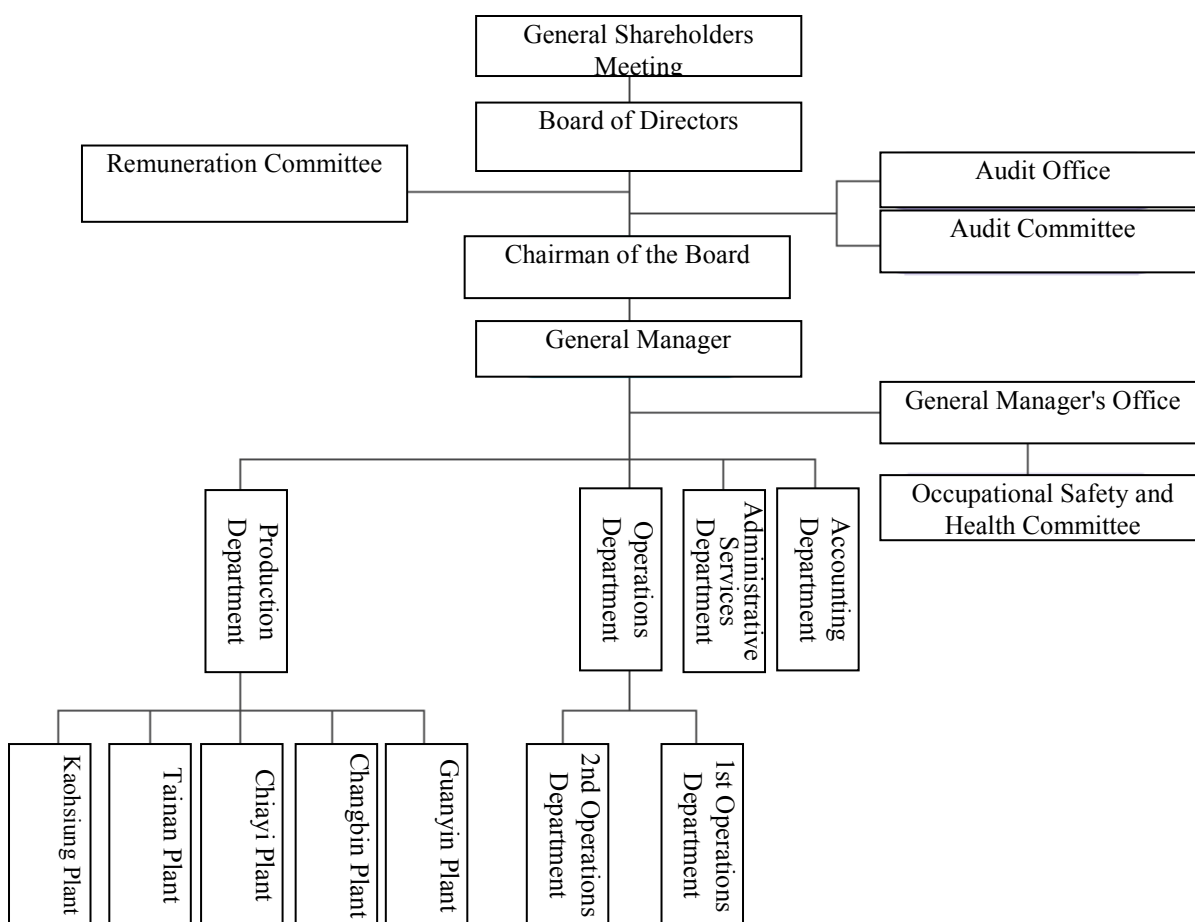 General Shareholders
Meeting
Board of Directors
Remuneration Committee
Audit Office
Audit Committee
Chairman of the Board
General Manager
General Manager's Office
Occupational Safety and
Health Committee
Production
Department
Operations
Department
Administrative
Services
Department
Accounting
Department
Kaohsiung Plant
Tainan Plant
Chiayi Plant
Changbin Plant
Guanyin Plant
2nd Operations
Department
1st Operations
Department